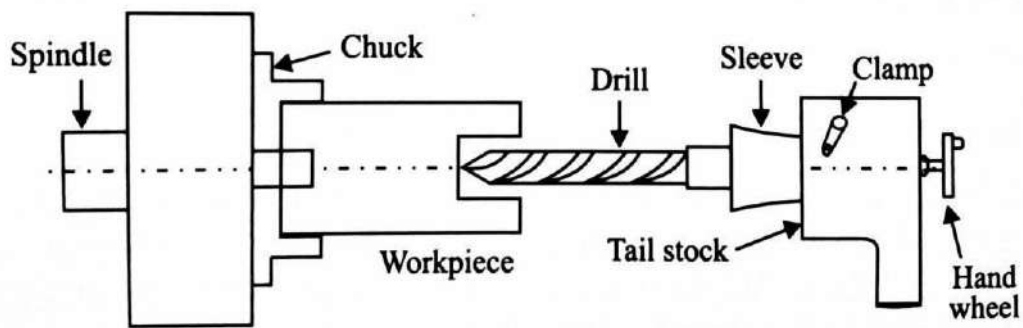 Spindle
Chuck
Drill
Sleeve
Clamp
Workpiece
Tail stock
Hand
wheel